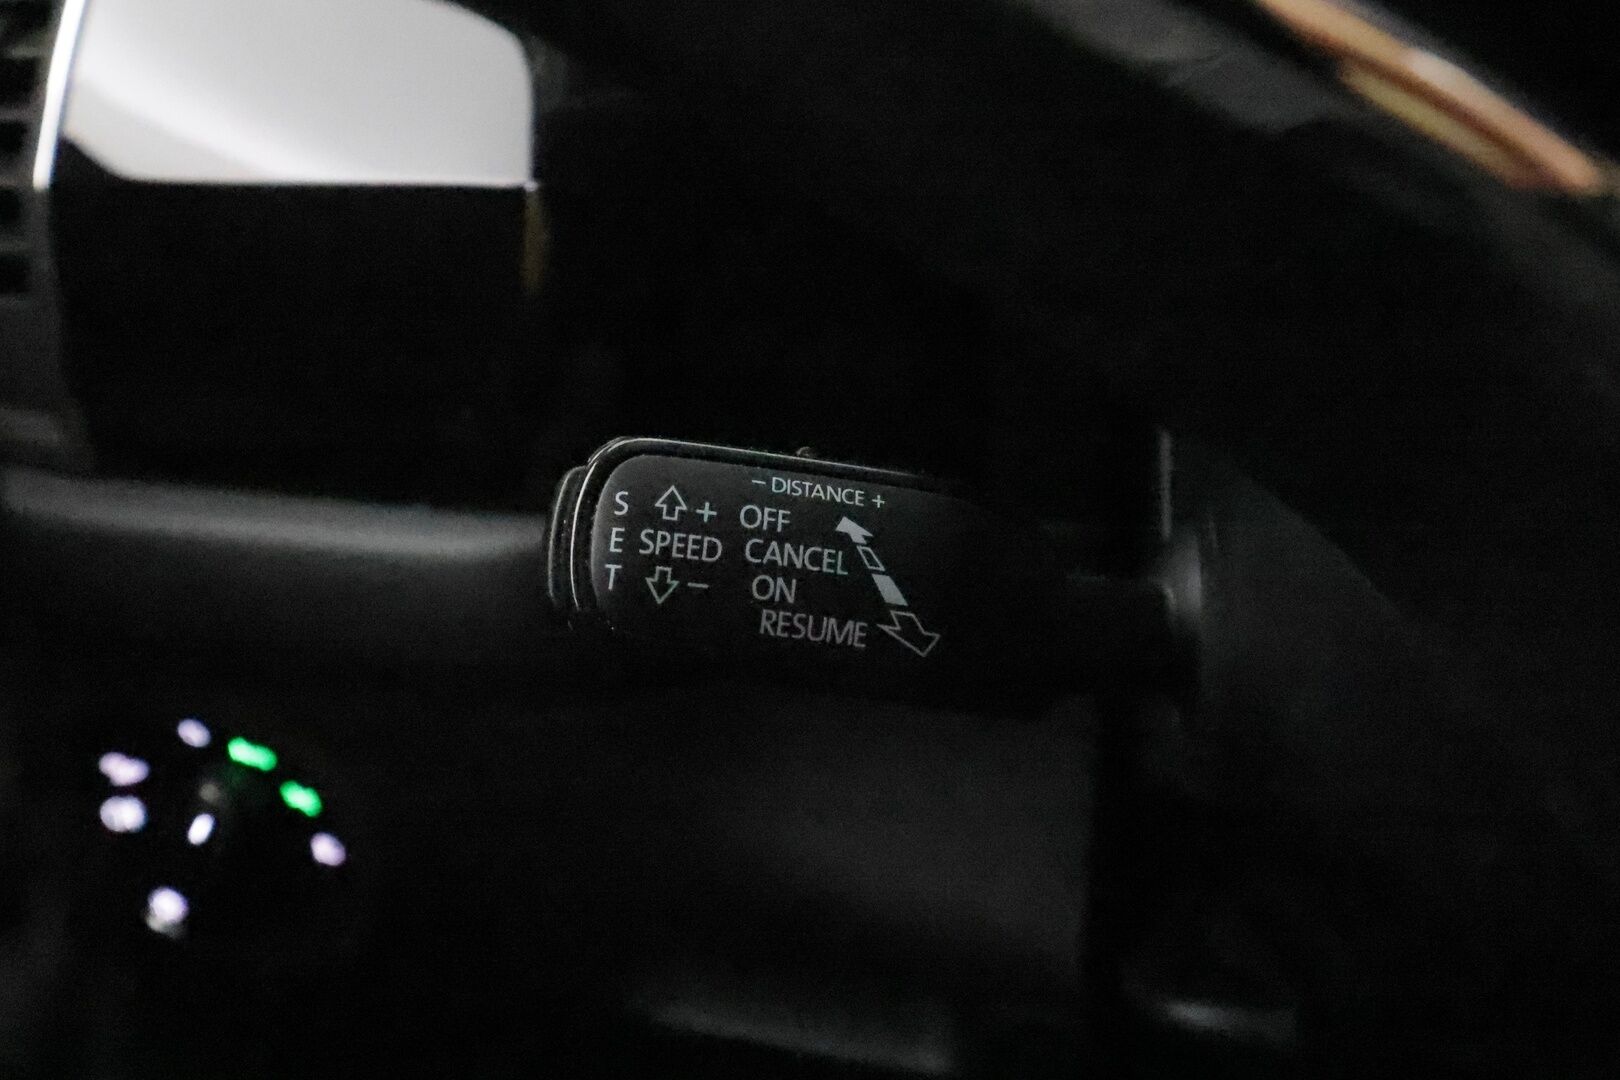 - DISTANCE +
S + OFF
E SPEED CANCEL
T - ON
RESUME